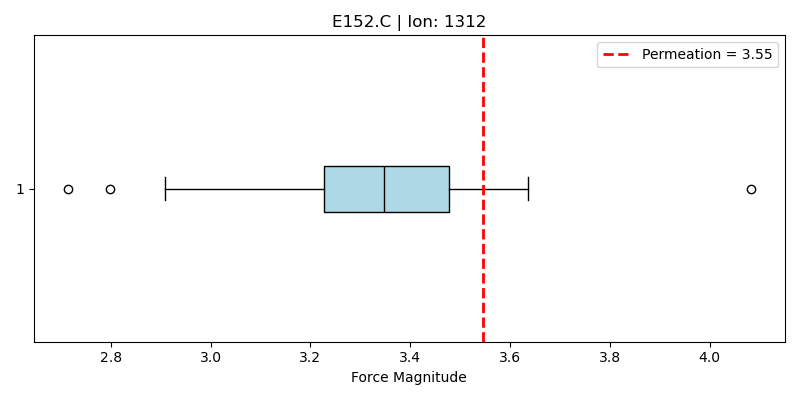 E152.C | Ion: 1312
Permeation = 3.55
1
2.8 3.0 3.2 3.4 3.6 3.8 4.0
Force Magnitude